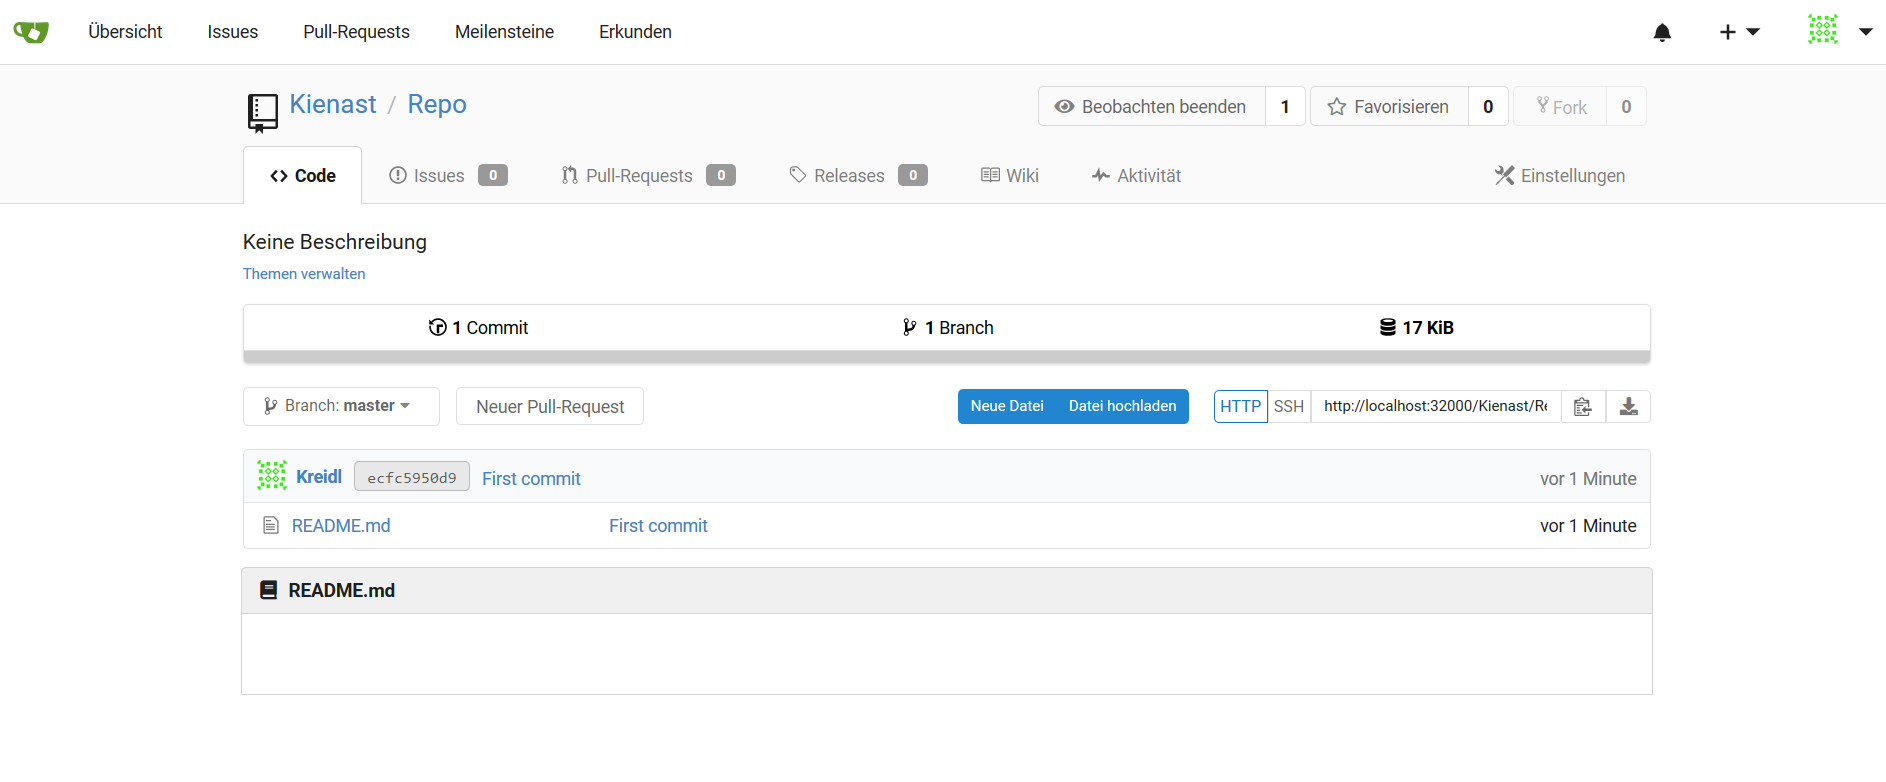 Übersicht Issues Pull-Requests Meilensteine Erkunden
Kienast / Repo
Beobachten beenden 1 Favorisieren 0 Fork 0
Code Issues 0 Pull-Requests 0 Releases 0 Wiki Aktivität Einstellungen
Keine Beschreibung
Themen verwalten
1 Commit 1 Branch 17 KiB
Branch: master Neuer Pull-Request Neue Datei Datei hochladen HTTP SSH http://localhost:32000/Kienast/Re
Kreidl ecfc5950d9 First commit vor 1 Minute
README.md First commit vor 1 Minute
README.md